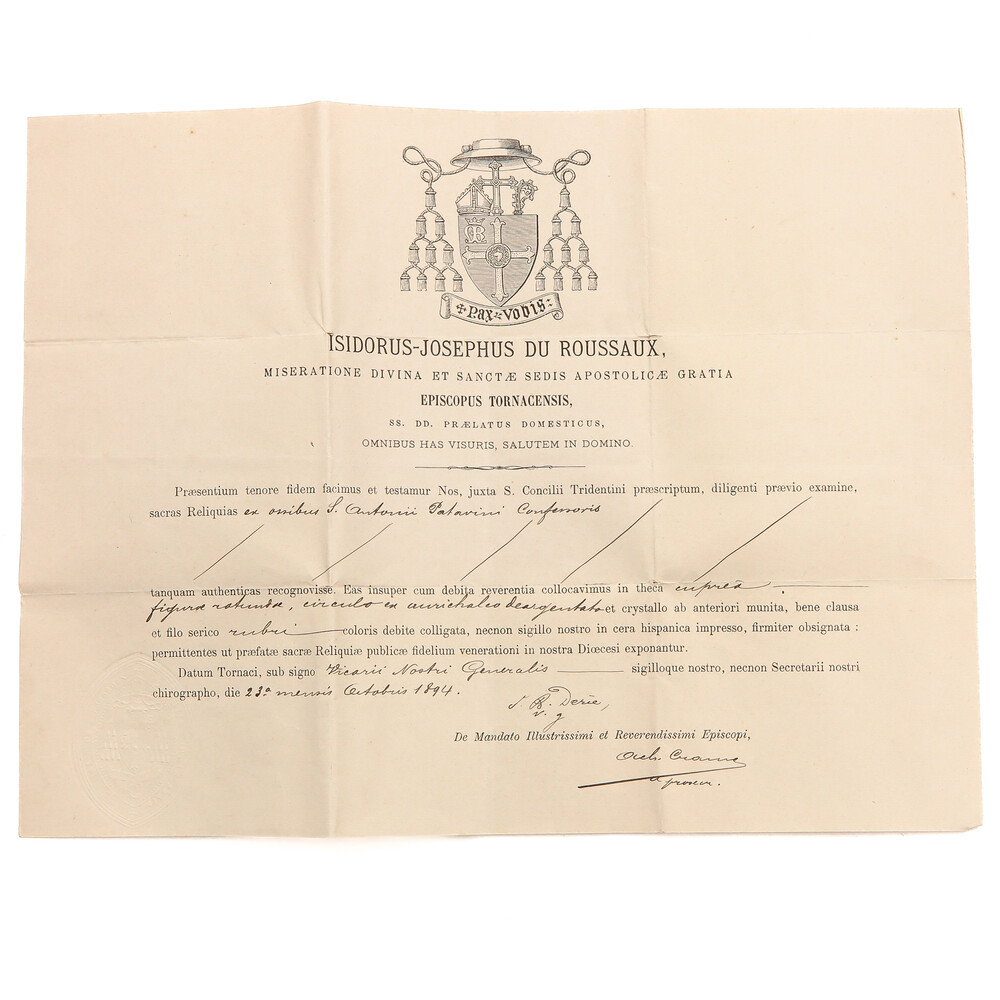 + Pax Vobis:
ISIDORUS-JOSEPHUS DU ROUSSAUX,
MISERATIONE DIVINA ET SANCTÆ SEDIS APOSTOLICÆ GRATIA
EPISCOPUS TORNACENSIS,
SS. DD. PRÆLATUS DOMESTICUS,
OMNIBUS HAS VISURIS, SALUTEM IN DOMINO.
Præsentium tenore fidem facimus et testamur Nos, juxta S. Concilii Tridentini præscriptum, diligenti prævio examine,
sacras Reliquias ex ossibus S. Antonii Patavini Confessoris
tanquam authenticas recognovisse. Eas insuper cum debita reverentia collocavimus in theca cupreâ
figuræ rotundæ, circulo ex aurichalco deargentato et crystallo ab anteriori munita, bene clausa
et filo serico rubri coloris debite colligata, necnon sigillo nostro in cera hispanica impresso, firmiter obsignata :
permittentes ut præfatæ sacræ Reliquiæ publicæ fidelium venerationi in nostra Diœcesi exponantur.
Datum Tornaci, sub signo Vicarii Nostri Generalis sigilloque nostro, necnon Secretarii nostri
chirographo, die 23a mensis Octobris 1894.
v. g
De Mandato Illustrissimi et Reverendissimi Episcopi,